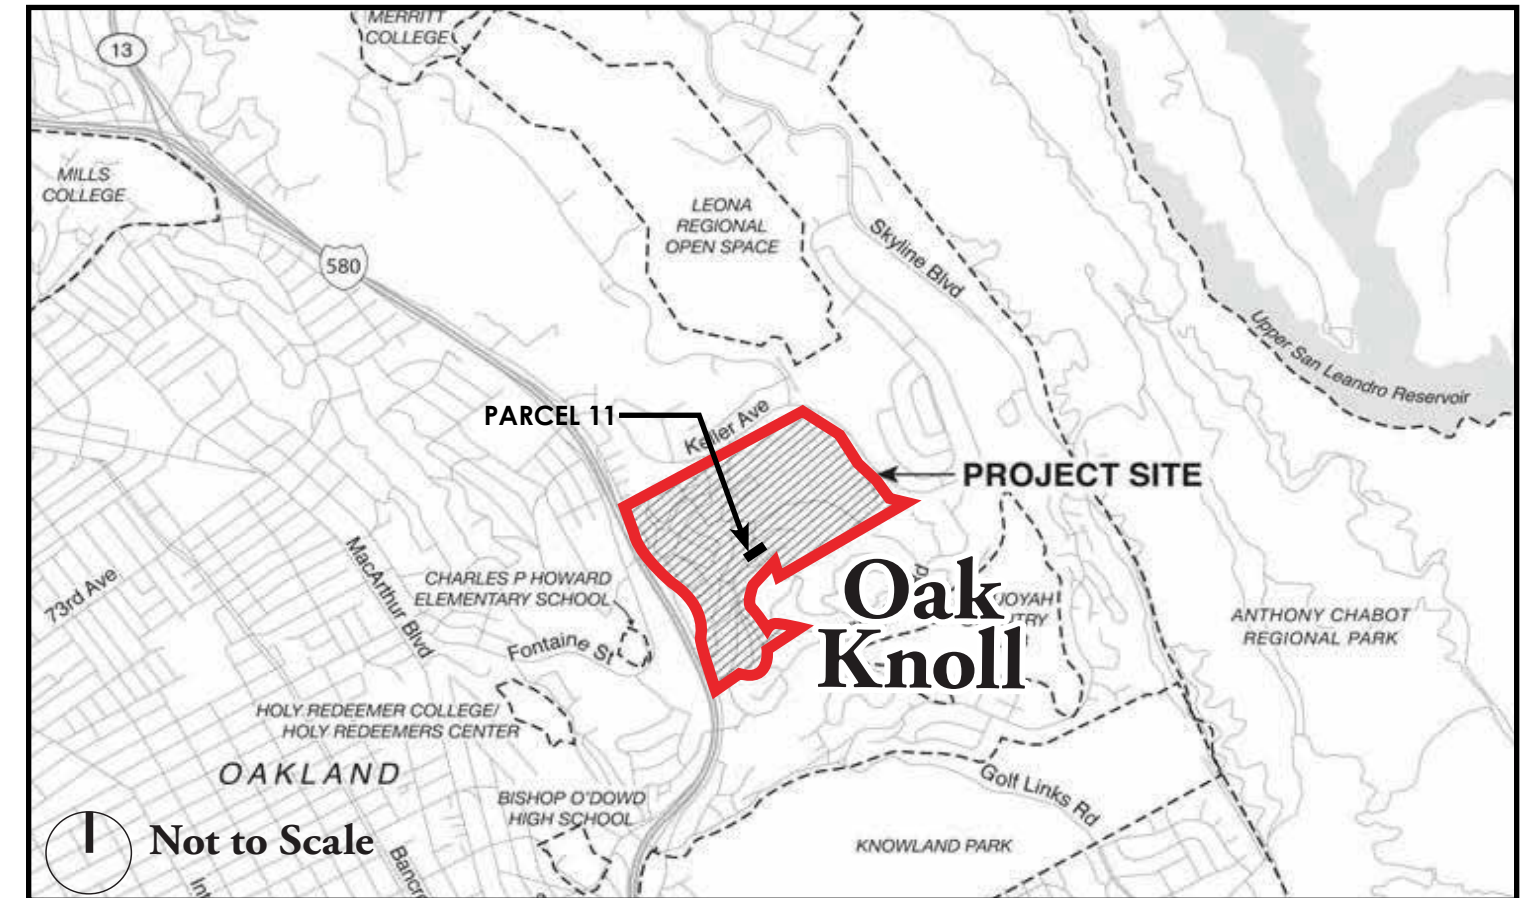 MERRITT
COLLEGE
13
MILLS
COLLEGE
LEONA
REGIONAL
OPEN SPACE
Skyline Blvd
580
Upper San Leandro Reservoir
PARCEL 11
Keller Ave
PROJECT SITE
73rd Ave
MacArthur Blvd
CHARLES P HOWARD
ELEMENTARY SCHOOL
Fontaine St
Oak
Knoll
ANTHONY CHABOT
REGIONAL PARK
HOLY REDEEMER COLLEGE/
HOLY REDEEMERS CENTER
OAKLAND
BISHOP O'DOWD
HIGH SCHOOL
Golf Links Rd
KNOWLAND PARK
Not to Scale